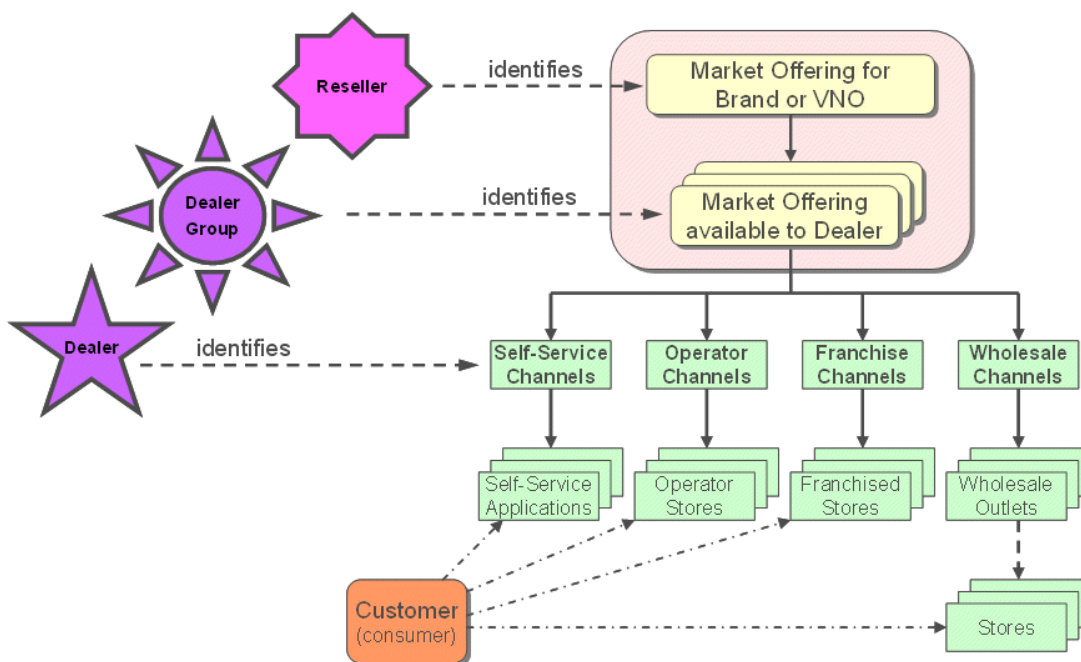 Reseller
identifies
Market Offering for
Brand or VNO
Dealer
Group
identifies
Market Offering
available to Dealer
Dealer
identifies
Self-Service
Channels
Operator
Channels
Franchise
Channels
Wholesale
Channels
Self-Service
Applications
Operator
Stores
Franchised
Stores
Wholesale
Outlets
Customer
(consumer)
Stores